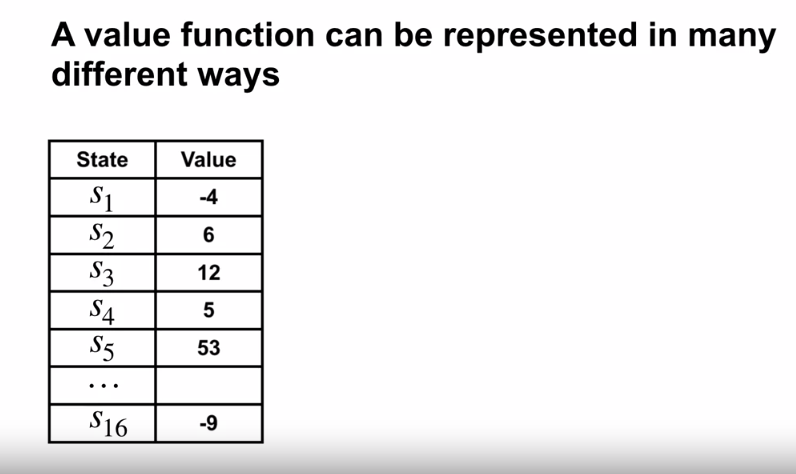 A value function can be represented in many
different ways
State Value
s1 -4
s2 6
s3 12
s4 5
s5 53
...
s16 -9